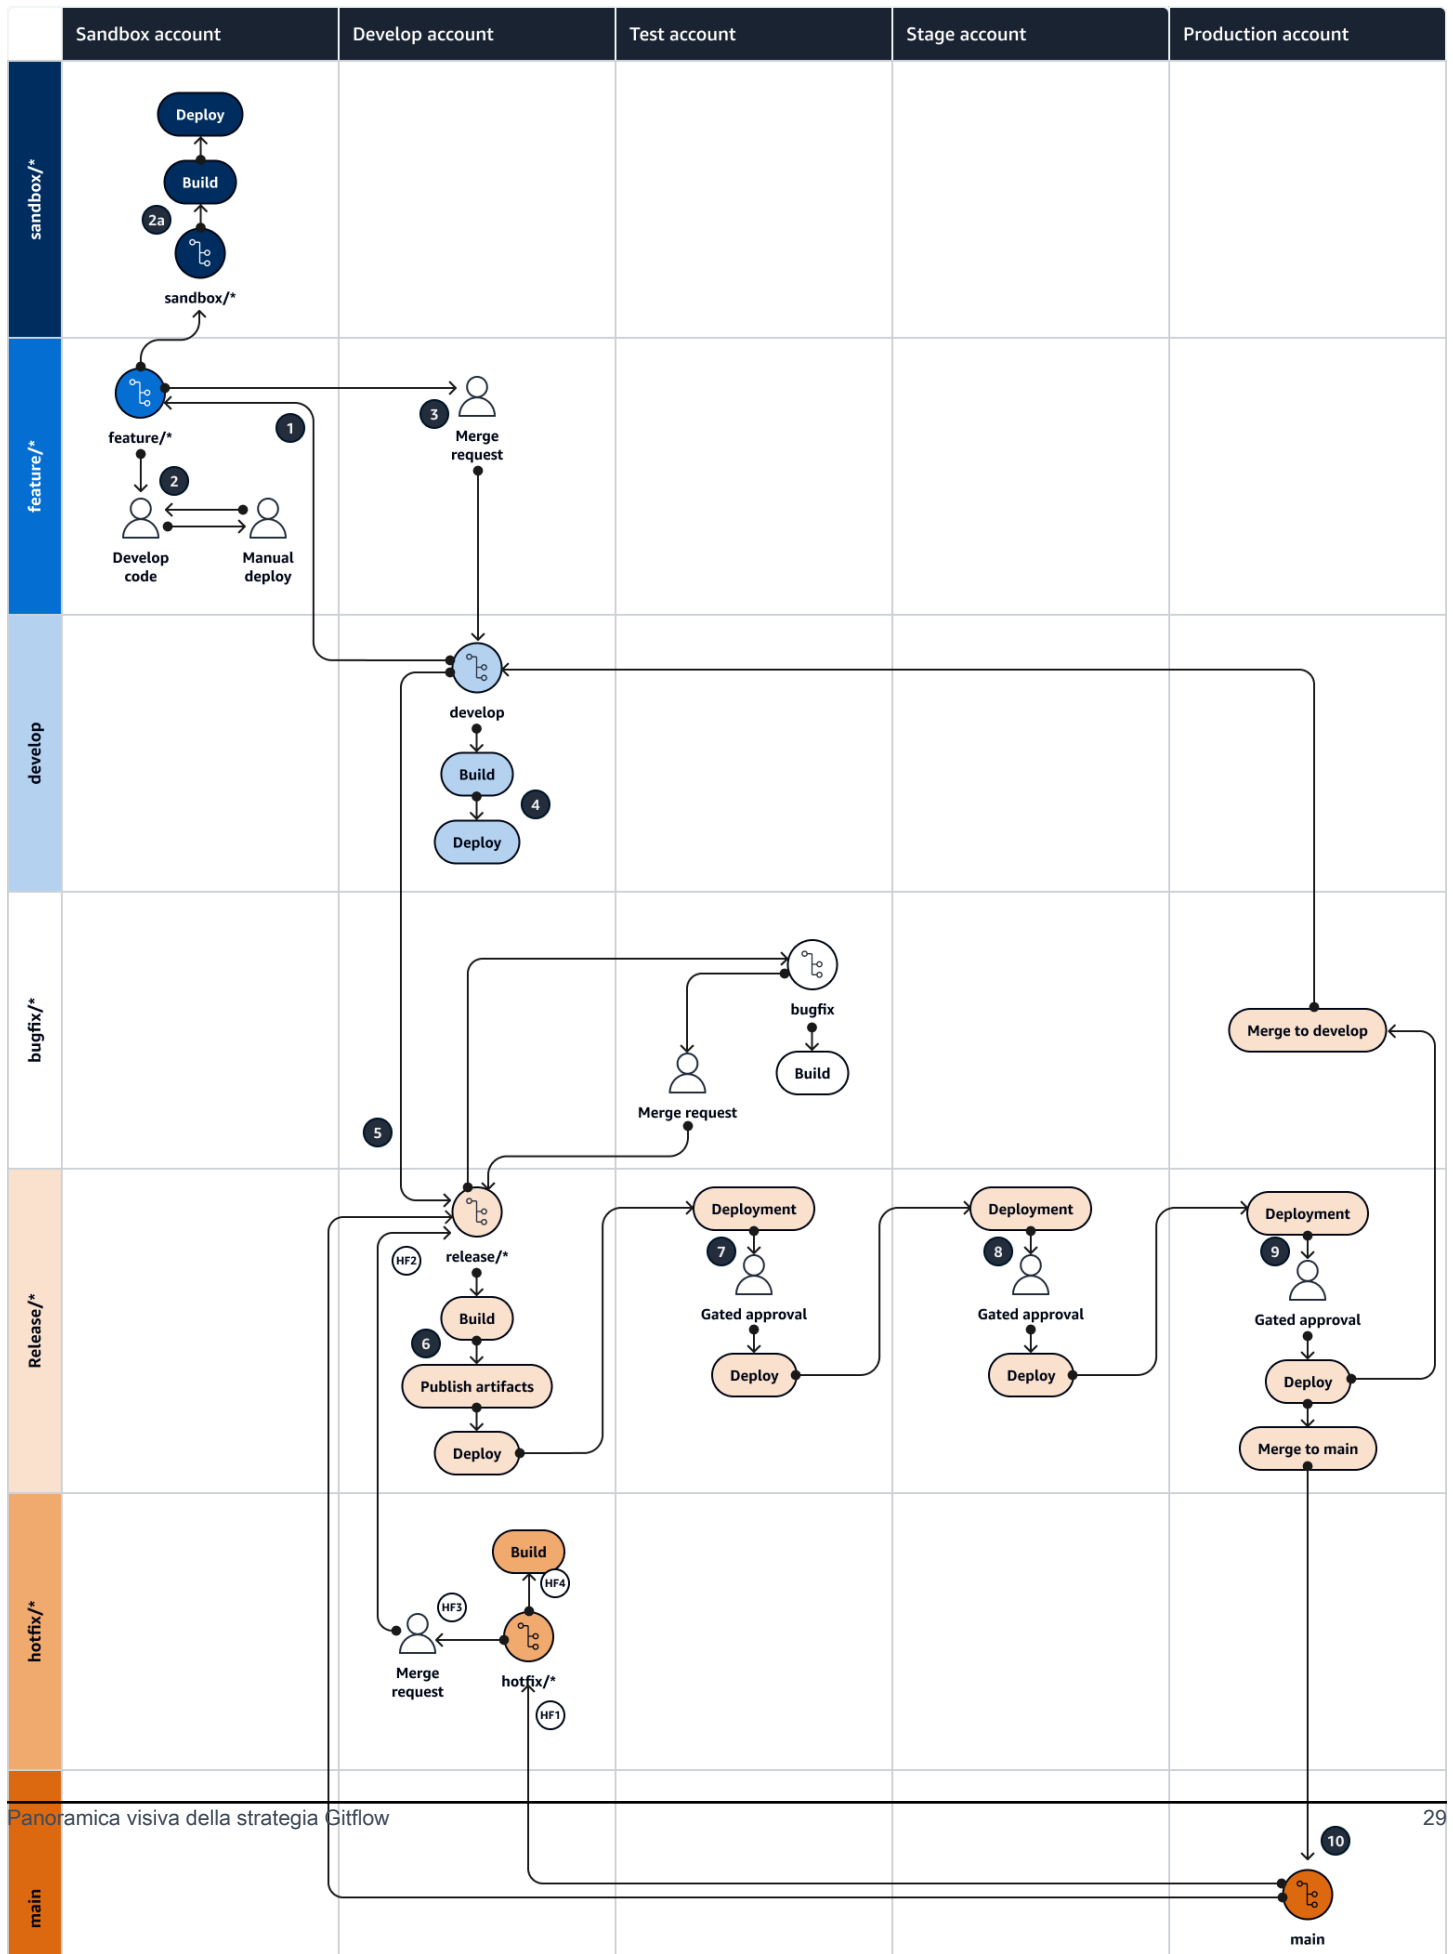 Sandbox account
Develop account
Test account
Stage account
Production account
sandbox/*
Deploy
Build
2a
sandbox/*
feature/*
feature/*
1
3
Merge
request
2
Develop
code
Manual
deploy
develop
develop
Build
4
Deploy
bugfix/*
bugfix
Build
Merge request
Merge to develop
5
Release/*
release/*
HF2
Build
6
Publish artifacts
Deploy
Deployment
7
Gated approval
Deploy
Deployment
8
Gated approval
Deploy
Deployment
9
Gated approval
Deploy
Merge to main
hotfix/*
Build
HF4
HF3
Merge
request
hotfix/*
HF1
Panoramica visiva della strategia Gitflow
29
main
10
main